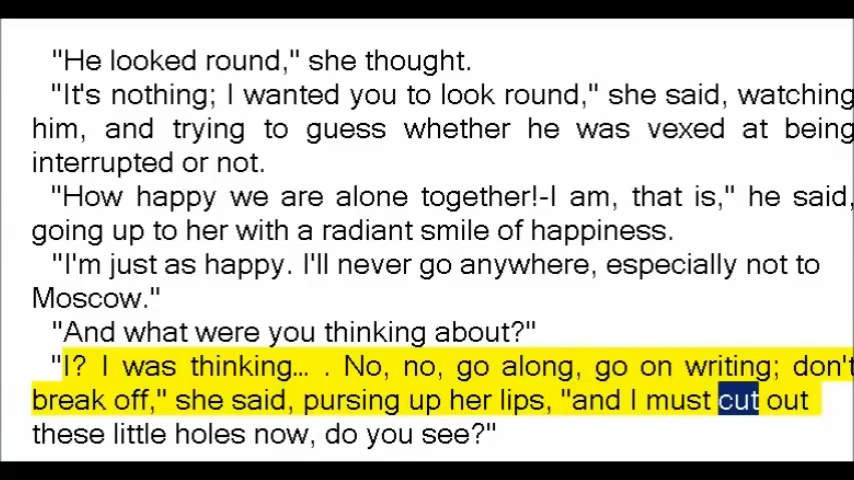 "He looked round," she thought.
"It's nothing; I wanted you to look round," she said, watching
him, and trying to guess whether he was vexed at being
interrupted or not.
"How happy we are alone together!-I am, that is," he said,
going up to her with a radiant smile of happiness.
"I'm just as happy. I'll never go anywhere, especially not to
Moscow."
"And what were you thinking about?"
"I? I was thinking... . No, no, go along, go on writing; don't
break off," she said, pursing up her lips, "and I must cut out
these little holes now, do you see?"